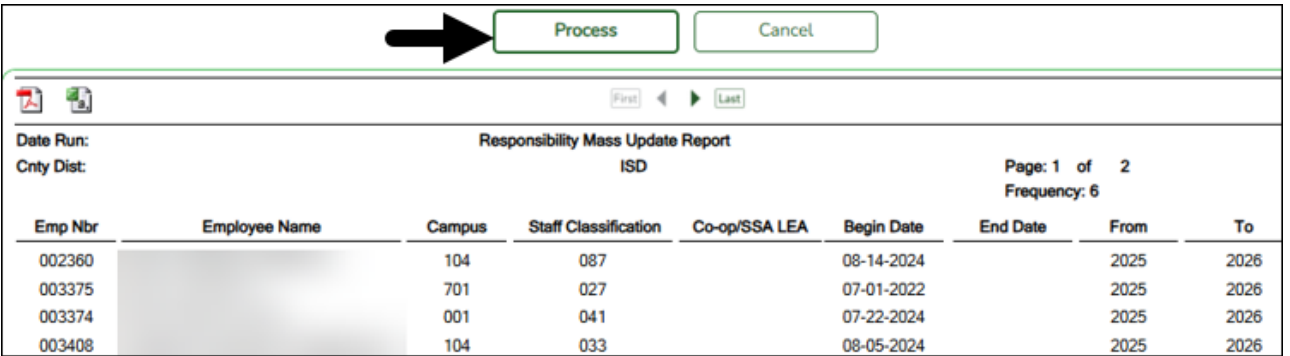 Process Cancel
First Last
Date Run: Responsibility Mass Update Report
Cnty Dist: ISD Page: 1 of 2
Frequency: 6
Emp Nbr Employee Name Campus Staff Classification Co-op/SSA LEA Begin Date End Date From To
002360 104 087 08-14-2024 2025 2026
003375 701 027 07-01-2022 2025 2026
003374 001 041 07-22-2024 2025 2026
003408 104 033 08-05-2024 2025 2026